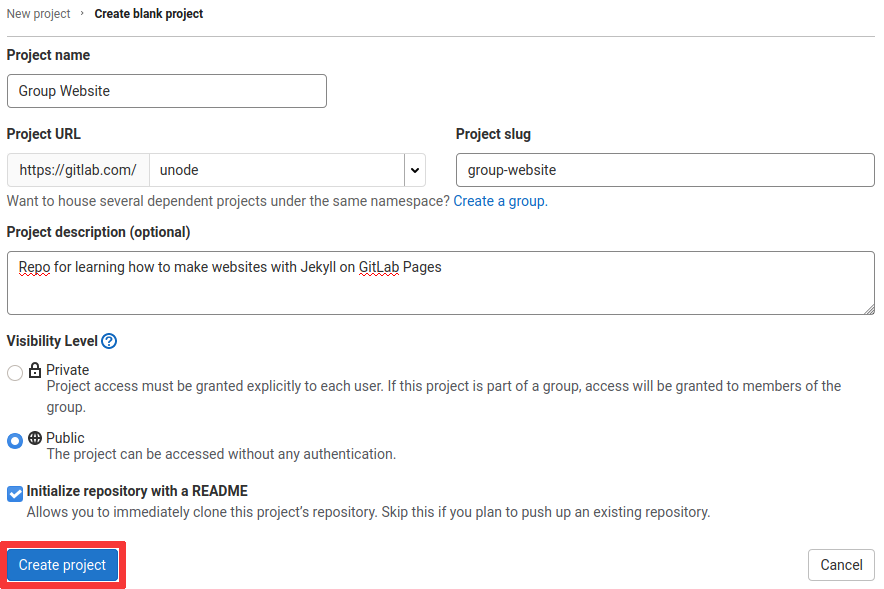 New project › Create blank project
Project name
Group Website
Project URL
Project slug
https://gitlab.com/ unode
group-website
Want to house several dependent projects under the same namespace? Create a group.
Project description (optional)
Repo for learning how to make websites with Jekyll on GitLab Pages
Visibility Level
Private
Project access must be granted explicitly to each user. If this project is part of a group, access will be granted to members of the
group.
Public
The project can be accessed without any authentication.
Initialize repository with a README
Allows you to immediately clone this project’s repository. Skip this if you plan to push up an existing repository.
Create project
Cancel